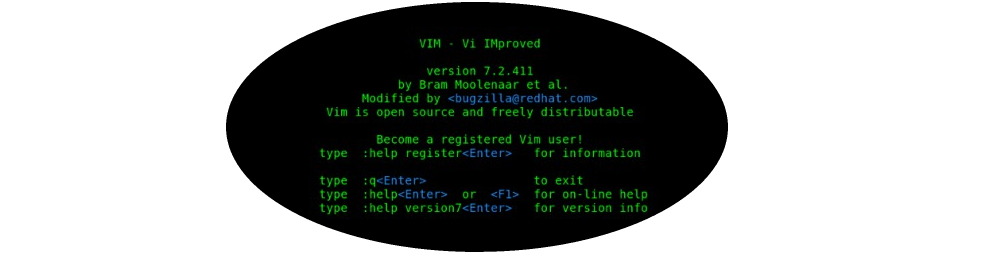 VIM - Vi IMproved
version 7.2.411
by Bram Moolenaar et al.
Modified by <bugzilla@redhat.com>
Vim is open source and freely distributable
Become a registered Vim user!
type :help register<Enter> for information
type :q<Enter> to exit
type :help<Enter> or <F1> for on-line help
type :help version7<Enter> for version info